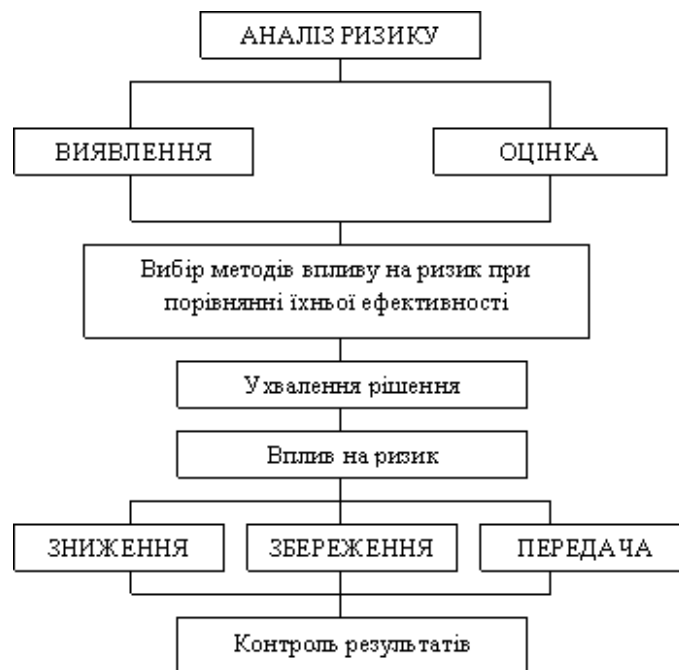 АНАЛІЗ РИЗИКУ
ВИЯВЛЕННЯ
ОЦІНКА
Вибір методів впливу на ризик при
порівнянні їхньої ефективності
Ухвалення рішення
Вплив на ризик
ЗНИЖЕННЯ
ЗБЕРЕЖЕННЯ
ПЕРЕДАЧА
Контроль результатів